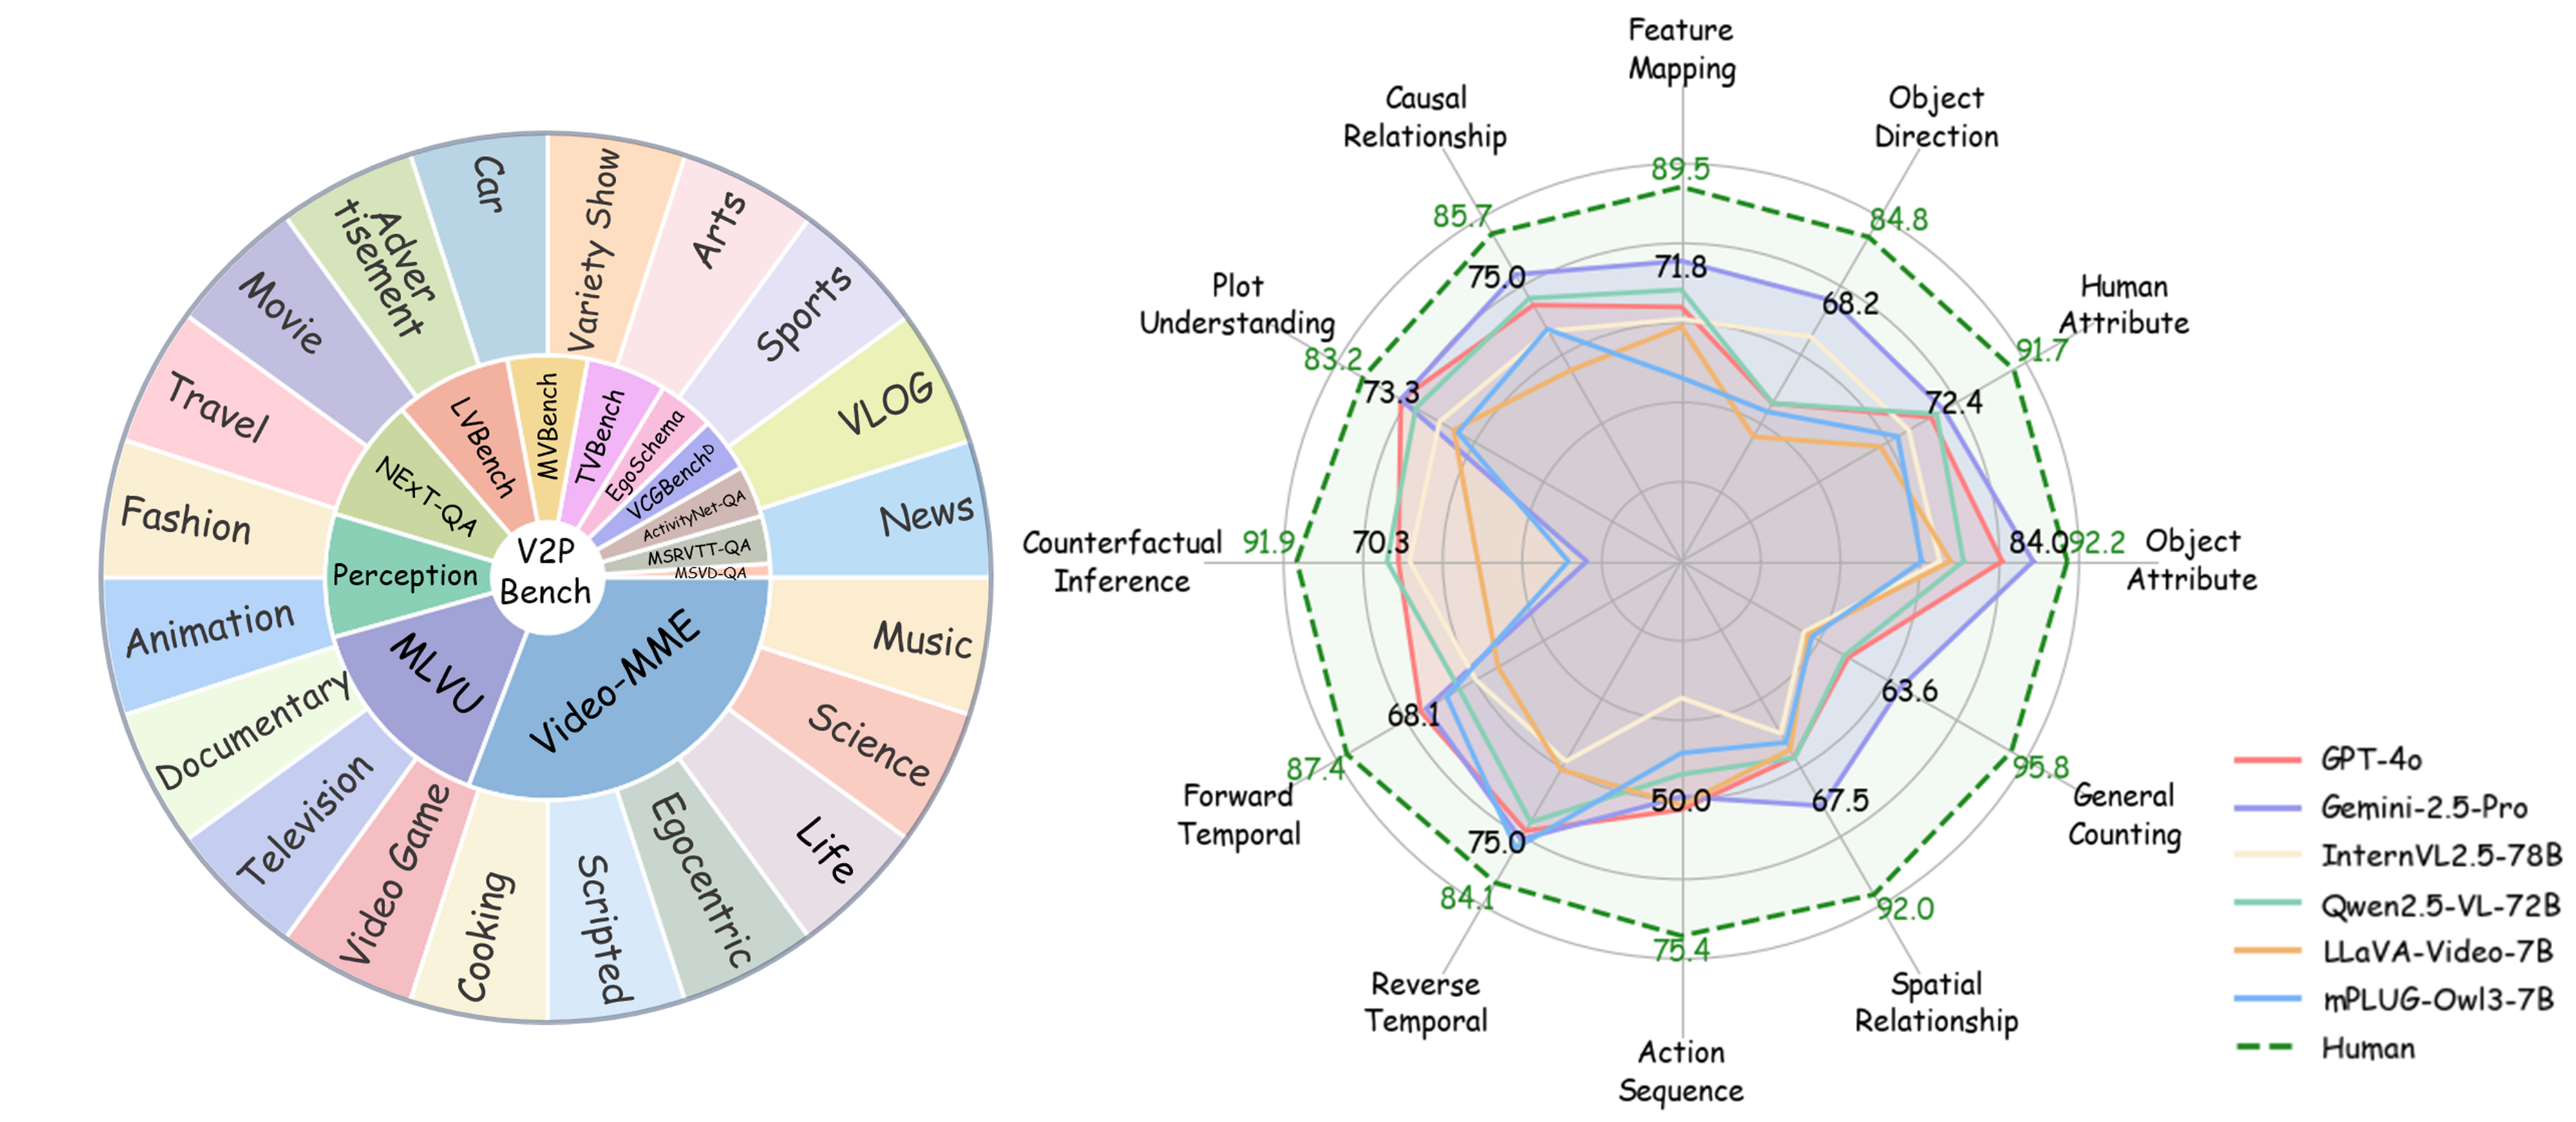 Car
Variety Show
Arts
Sports
VLOG
News
Music
Science
Life
Egocentric
Scripted
Cooking
Video Game
Television
Documentary
Animation
Fashion
Travel
Movie
Adver
tisement
LVBench
MVBench
TVBench
EgoSchema
VCGBenchᴰ
ActivityNet-QA
MSRVTT-QA
MSVD-QA
Video-MME
MLVU
Perception
NExT-QA
V2P
Bench
Feature
Mapping
89.5
71.8
Object
Direction
84.8
68.2
Human
Attribute
91.7
72.4
Object
Attribute
92.2
84.0
General
Counting
95.8
63.6
Spatial
Relationship
92.0
67.5
Action
Sequence
75.4
50.0
Reverse
Temporal
84.1
75.0
Forward
Temporal
87.4
68.1
Counterfactual
Inference
91.9
70.3
Plot
Understanding
83.2
73.3
Causal
Relationship
85.7
75.0
GPT-4o
Gemini-2.5-Pro
InternVL2.5-78B
Qwen2.5-VL-72B
LLaVA-Video-7B
mPLUG-Owl3-7B
Human